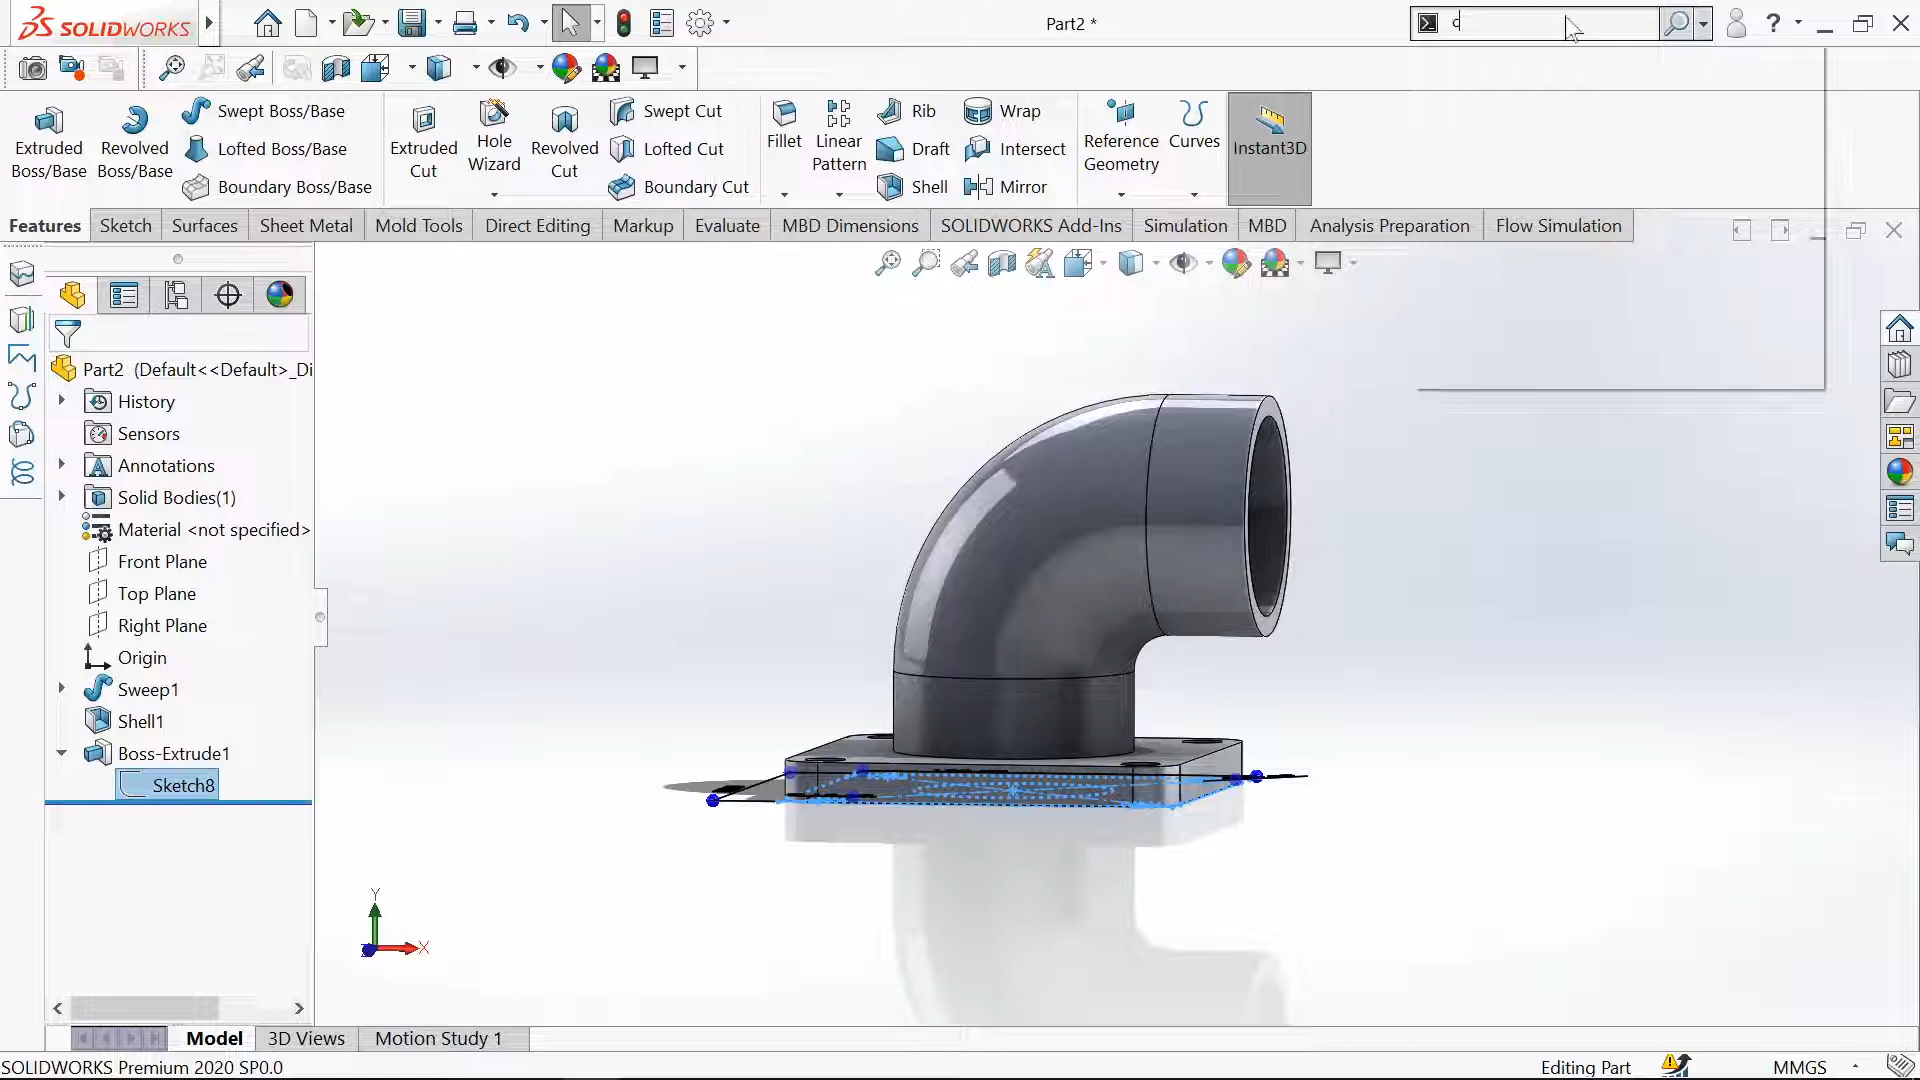 SOLIDWORKS
Part2 *
c
Extruded Boss/Base
Revolved Boss/Base
Swept Boss/Base
Lofted Boss/Base
Boundary Boss/Base
Extruded Cut
Hole Wizard
Revolved Cut
Swept Cut
Lofted Cut
Boundary Cut
Fillet
Linear Pattern
Rib
Draft
Shell
Wrap
Intersect
Mirror
Reference Geometry
Curves
Instant3D
Features
Sketch
Surfaces
Sheet Metal
Mold Tools
Direct Editing
Markup
Evaluate
MBD Dimensions
SOLIDWORKS Add-Ins
Simulation
MBD
Analysis Preparation
Flow Simulation
Part2 (Default<<Default>_Di
History
Sensors
Annotations
Solid Bodies(1)
Material <not specified>
Front Plane
Top Plane
Right Plane
Origin
Sweep1
Shell1
Boss-Extrude1
Sketch8
Y
X
Model
3D Views
Motion Study 1
SOLIDWORKS Premium 2020 SP0.0
Editing Part
MMGS